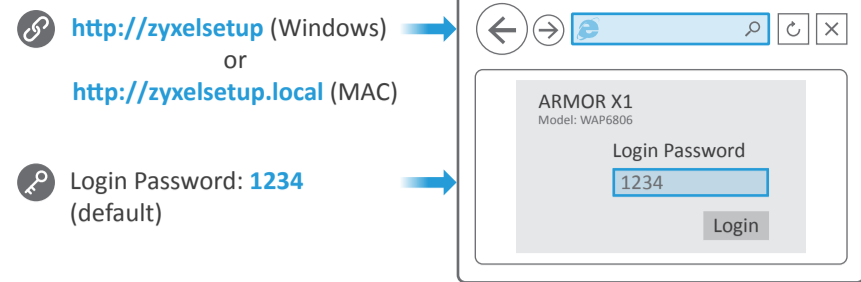 http://zyxelsetup (Windows)
or
http://zyxelsetup.local (MAC)
Login Password: 1234
(default)
ARMOR X1
Model: WAP6806
Login Password
1234
Login